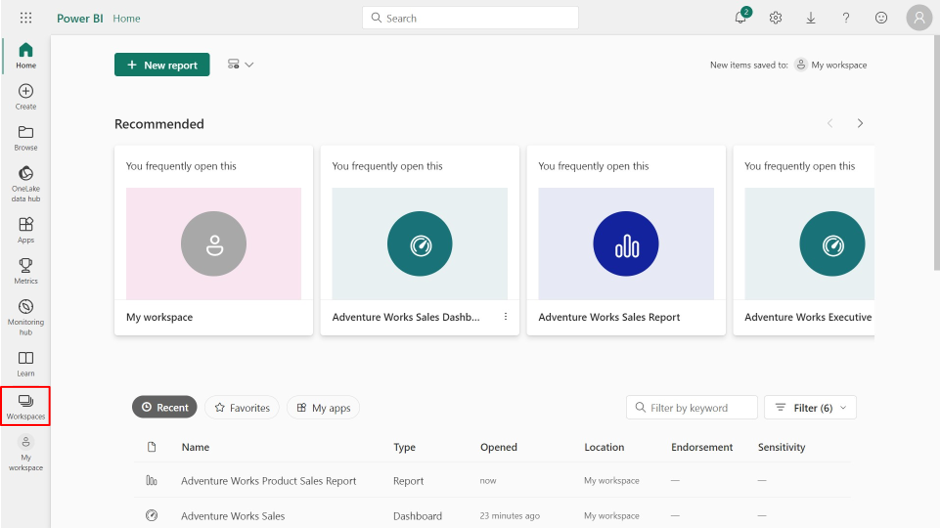 Power BI Home
Search
2
Home
Create
Browse
OneLake
data hub
Apps
Metrics
Monitoring
hub
Learn
Workspaces
My
workspace
+ New report
New items saved to: My workspace
Recommended
You frequently open this
My workspace
You frequently open this
Adventure Works Sales Dashb...
You frequently open this
Adventure Works Sales Report
You frequently open this
Adventure Works Executive
Recent
Favorites
My apps
Filter by keyword
Filter (6)
Name Type Opened Location Endorsement Sensitivity
Adventure Works Product Sales Report Report now My workspace — —
Adventure Works Sales Dashboard 23 minutes ago My workspace — —